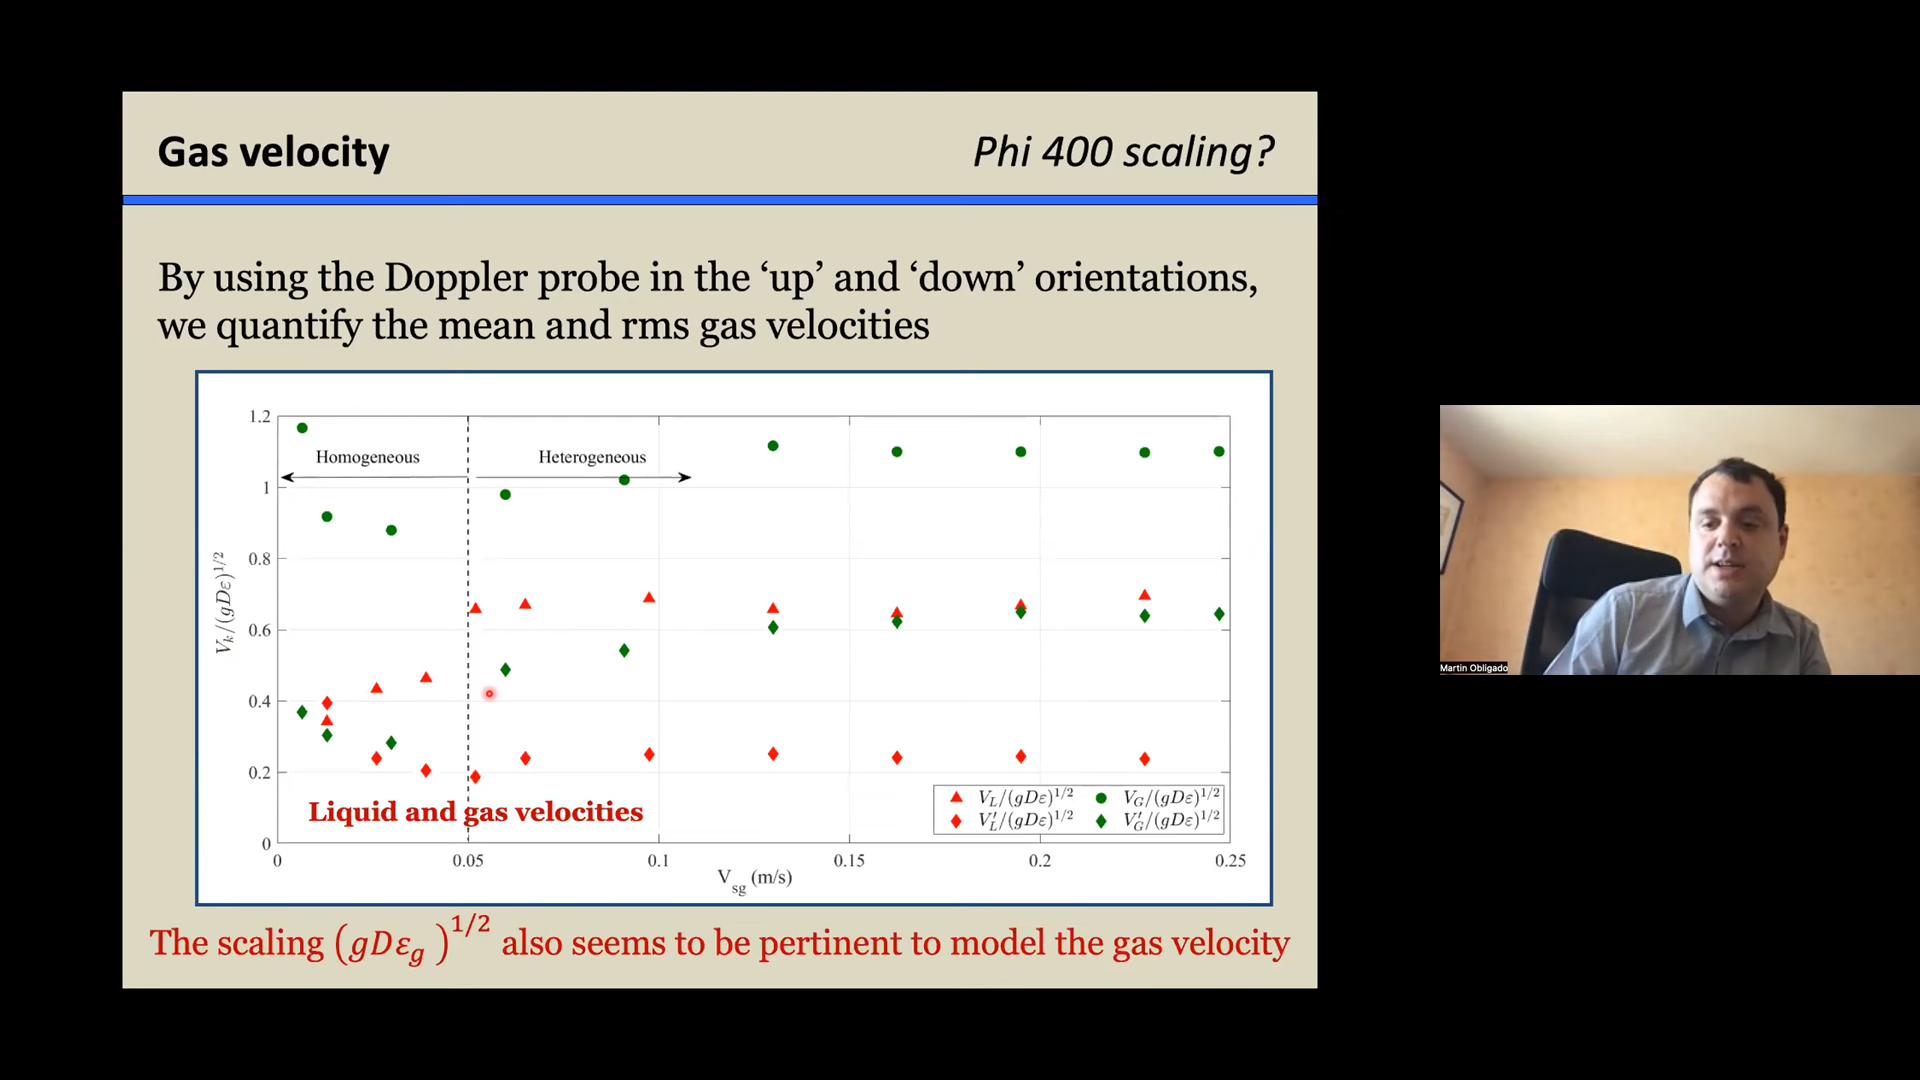 Gas velocity
Phi 400 scaling?
By using the Doppler probe in the ‘up’ and ‘down’ orientations,
we quantify the mean and rms gas velocities
1.2
1
0.8
0.6
0.4
0.2
0
V_k/(gDε)^{1/2}
Homogeneous
Heterogeneous
Liquid and gas velocities
V_L/(gDε)^{1/2}
V_G/(gDε)^{1/2}
V'_L/(gDε)^{1/2}
V'_G/(gDε)^{1/2}
0 0.05 0.1 0.15 0.2 0.25
V_sg (m/s)
The scaling (gDε_g)^{1/2} also seems to be pertinent to model the gas velocity
Martin Obligado